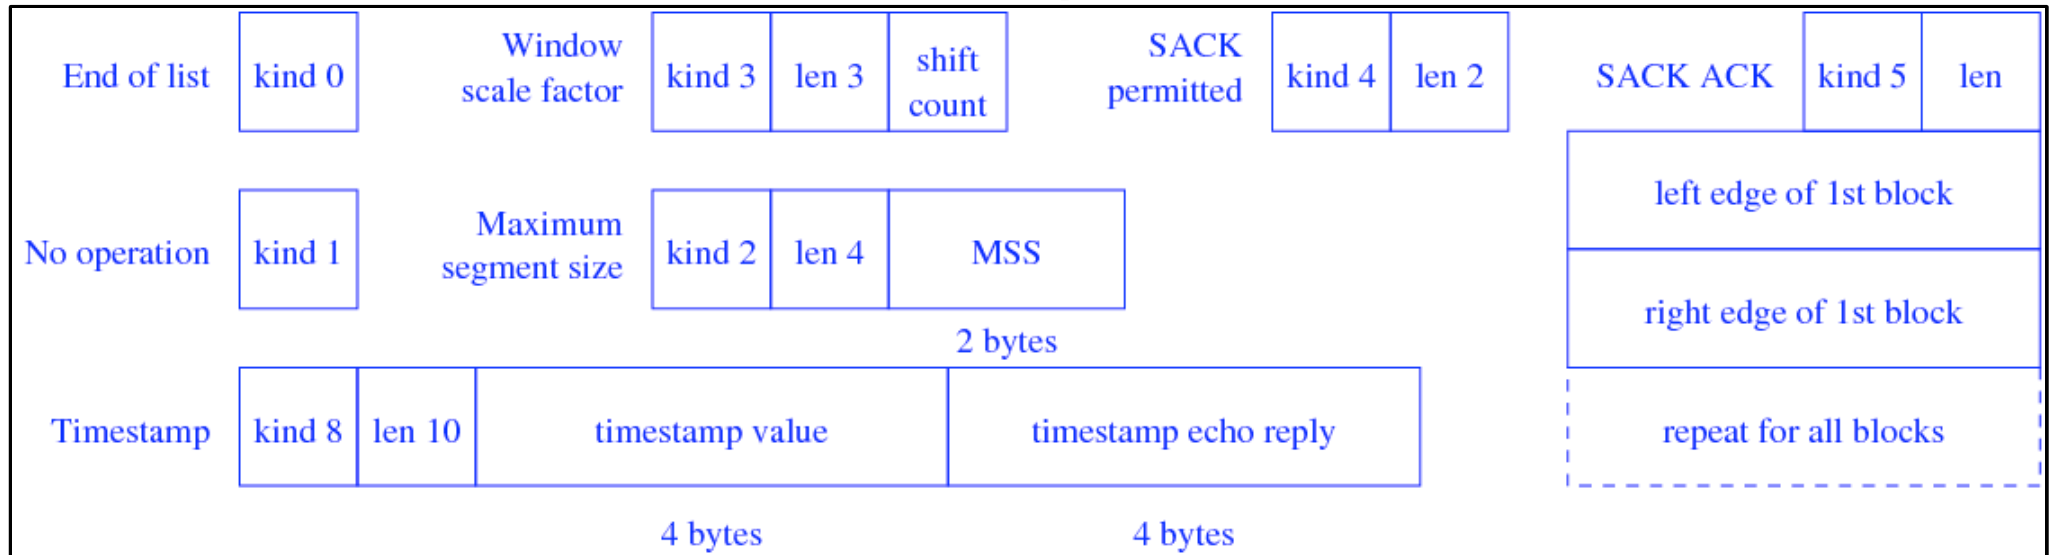 End of list
kind 0
Window
scale factor
kind 3
len 3
shift
count
SACK
permitted
kind 4
len 2
SACK ACK
kind 5
len
left edge of 1st block
right edge of 1st block
repeat for all blocks
No operation
kind 1
Maximum
segment size
kind 2
len 4
MSS
2 bytes
Timestamp
kind 8
len 10
timestamp value
timestamp echo reply
4 bytes
4 bytes